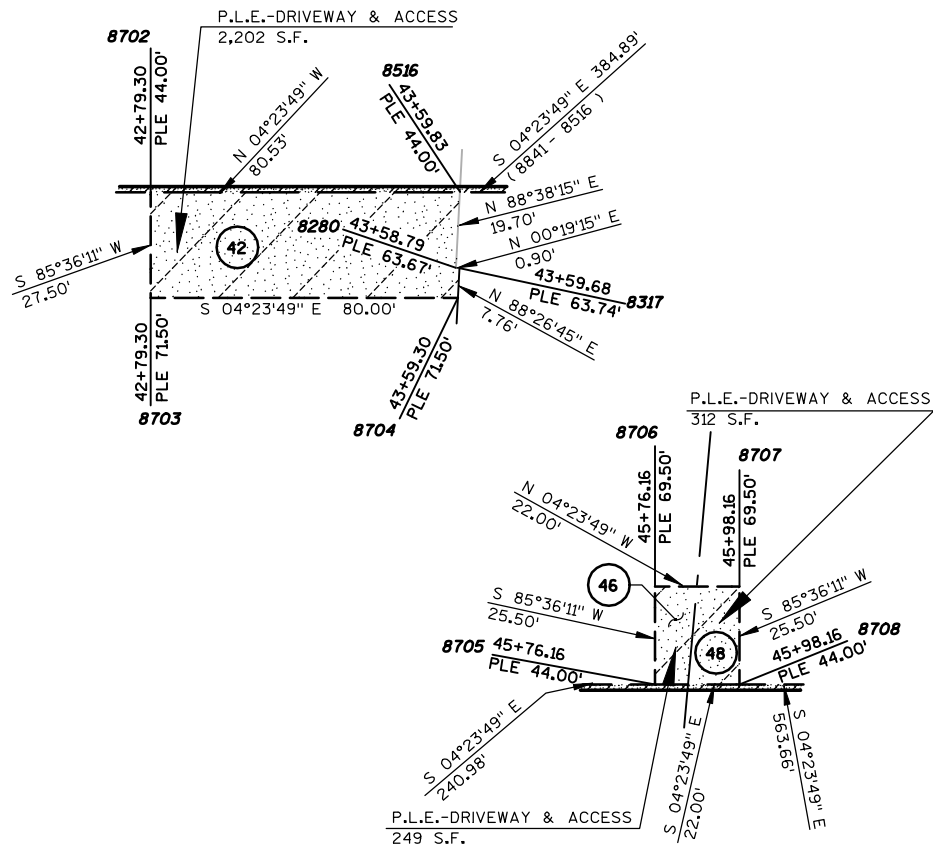 P.L.E.-DRIVEWAY & ACCESS
2,202 S.F.
8702
42+79.30
PLE 44.00'
N 04°23'49" W
80.53'
8516
43+59.83
PLE 44.00'
S 04°23'49" E 384.89'
( 8841 - 8516 )
N 88°38'15" E
19.70'
N 00°19'15" E
0.90'
8280 43+58.79
PLE 63.67'
42
43+59.68
PLE 63.74' 8317
S 85°36'11" W
27.50'
S 04°23'49" E 80.00'
N 88°26'45" E
7.76'
42+79.30
PLE 71.50'
8703
43+59.30
PLE 71.50'
8704
P.L.E.-DRIVEWAY & ACCESS
312 S.F.
8706
45+76.16
PLE 69.50'
8707
45+98.16
PLE 69.50'
N 04°23'49" W
22.00'
46
S 85°36'11" W
25.50'
S 85°36'11" W
25.50'
8705 45+76.16
PLE 44.00'
48
45+98.16 8708
PLE 44.00'
S 04°23'49" E
240.98'
S 04°23'49" E
22.00'
S 04°23'49" E
563.66'
P.L.E.-DRIVEWAY & ACCESS
249 S.F.